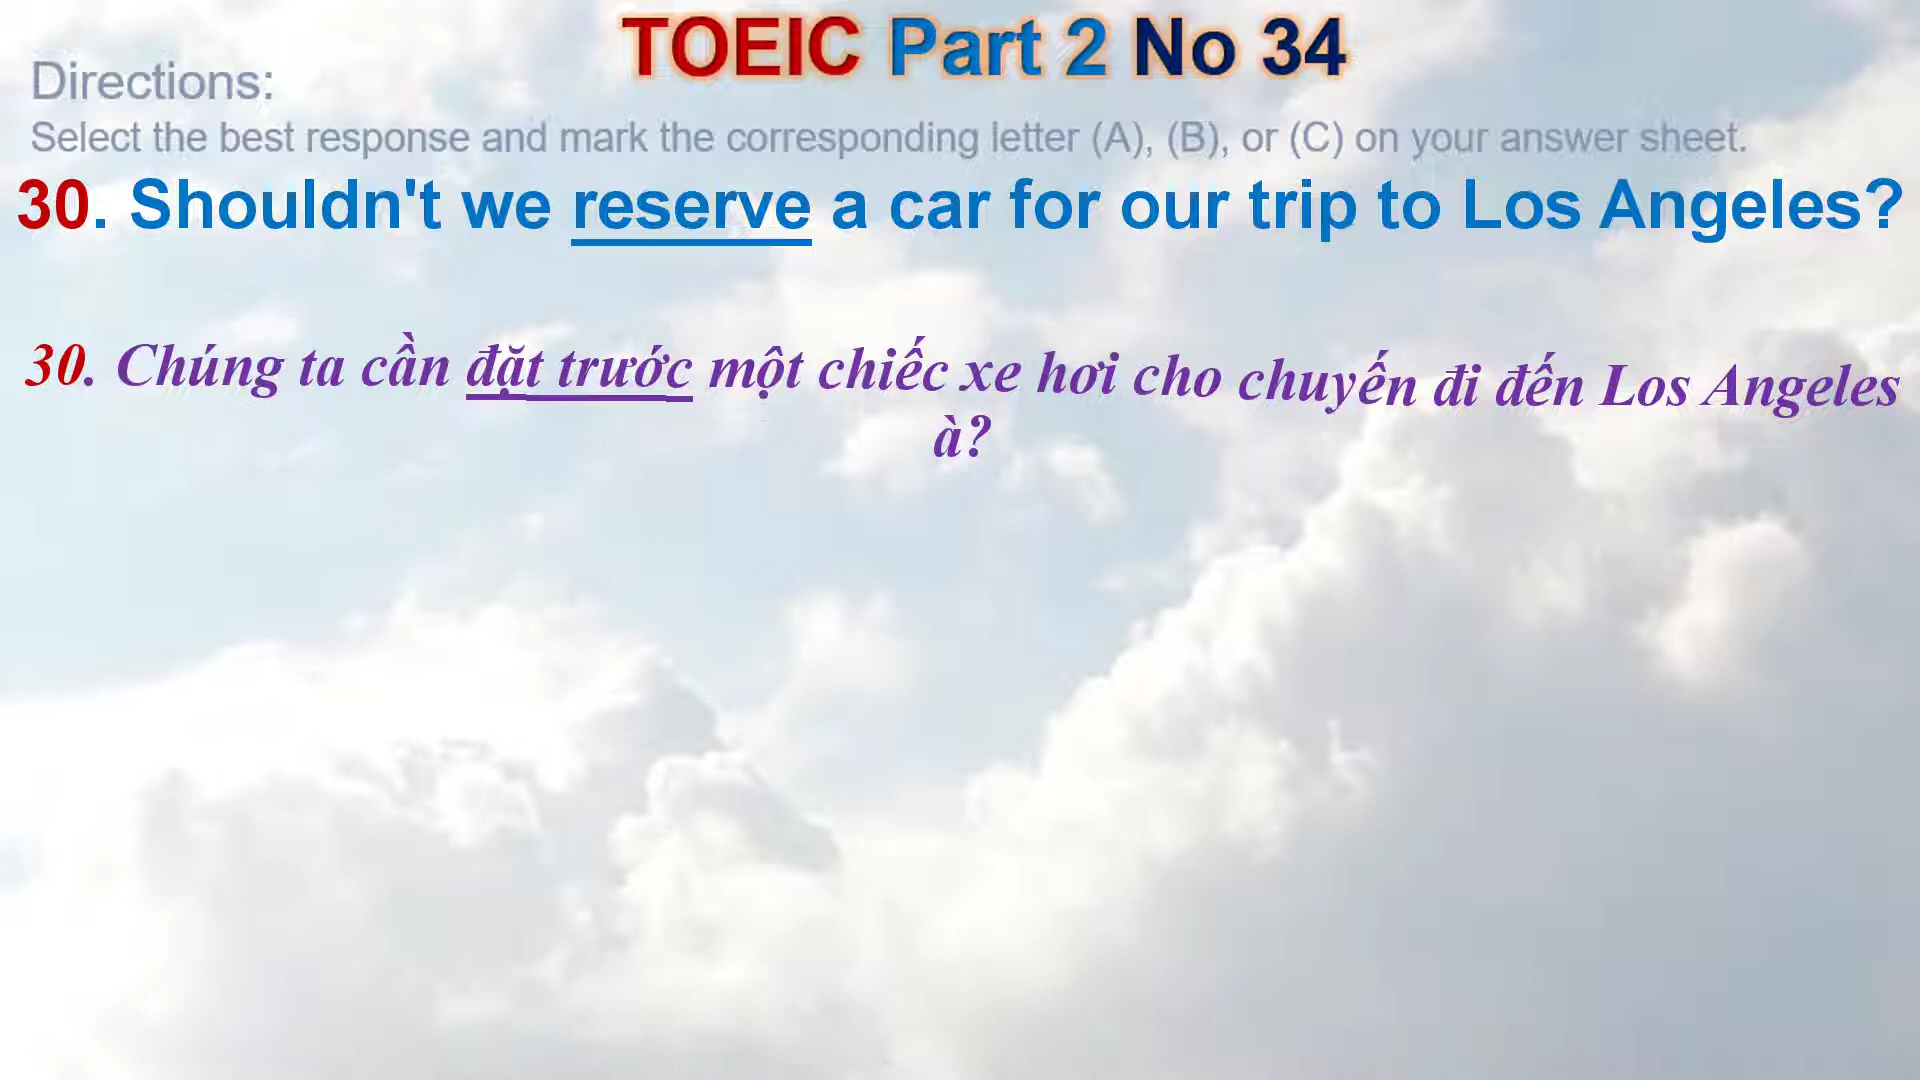 TOEIC Part 2 No 34
Directions:
Select the best response and mark the corresponding letter (A), (B), or (C) on your answer sheet.
30. Shouldn't we reserve a car for our trip to Los Angeles?
30. Chúng ta cần đặt trước một chiếc xe hơi cho chuyến đi đến Los Angeles
à?